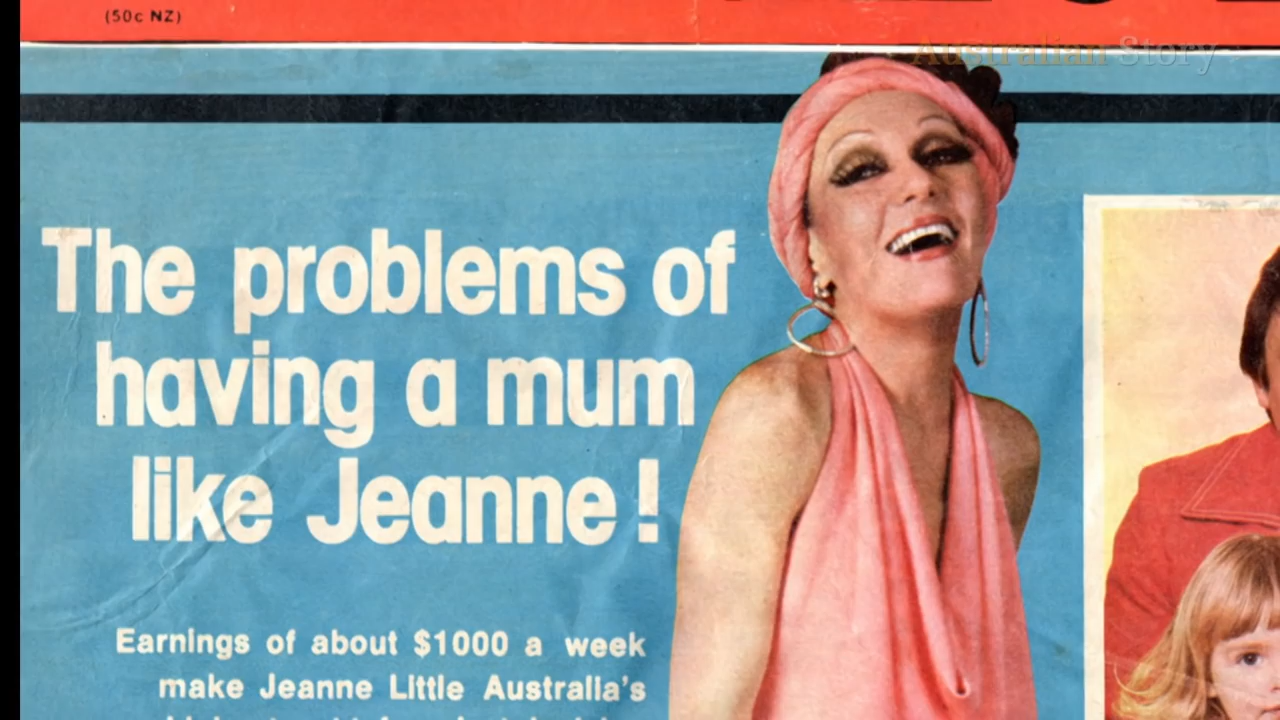 (50c NZ)
Australian Story
The problems of
having a mum
like Jeanne!
Earnings of about $1000 a week
make Jeanne Little Australia's